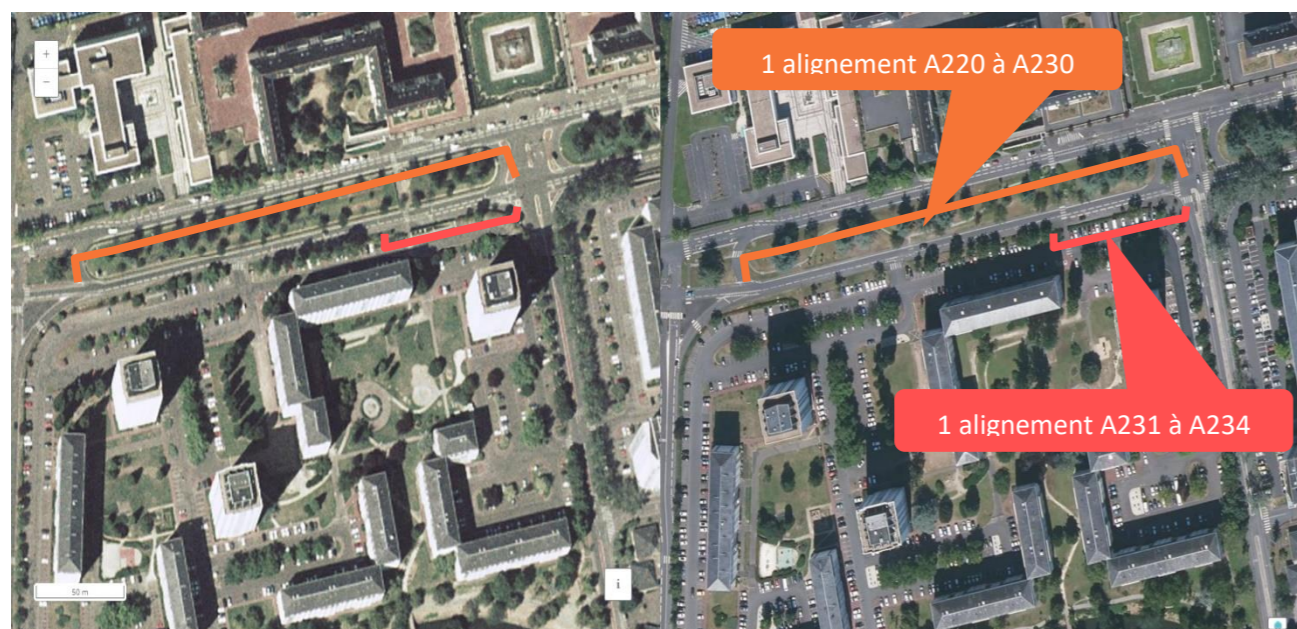 +
1 alignement A220 à A230
−
1 alignement A231 à A234
50 m
i